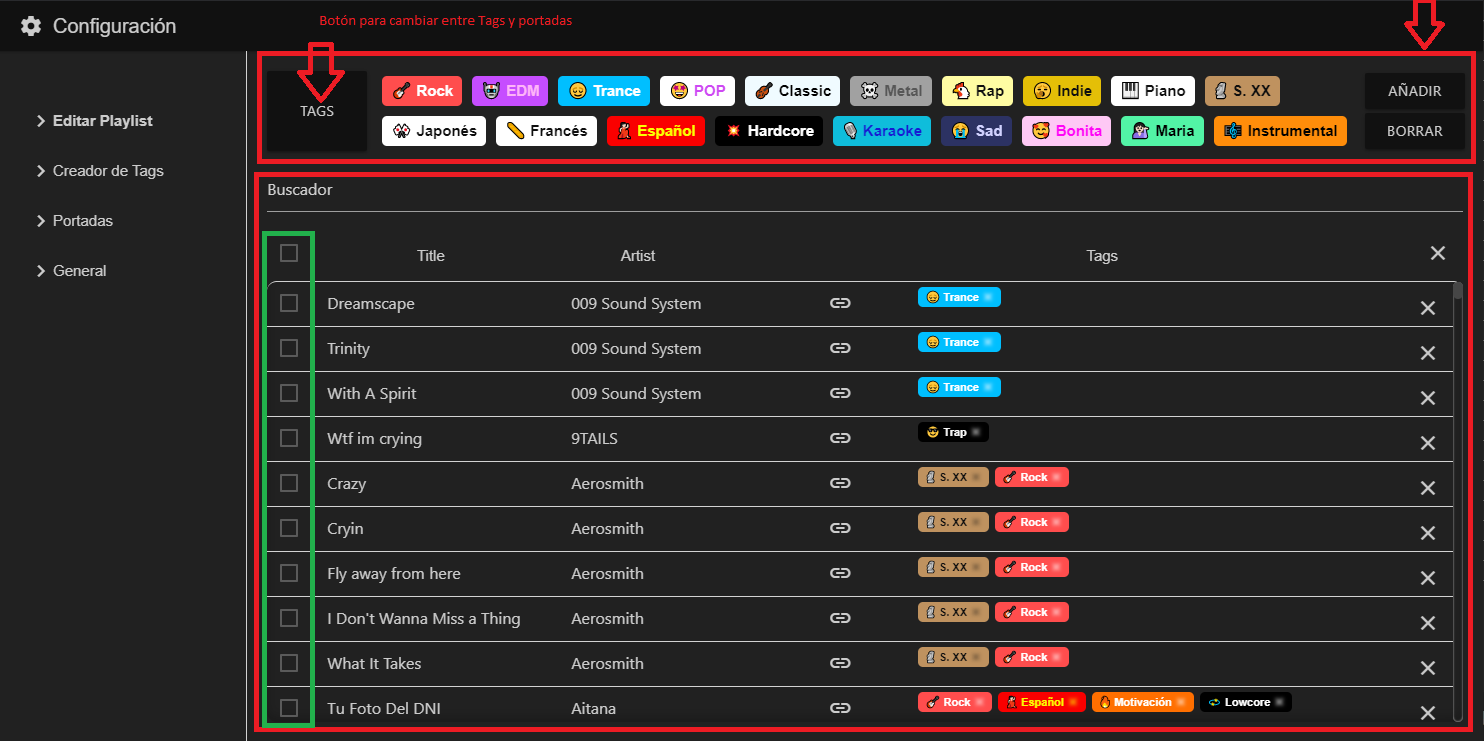 Configuración
Botón para cambiar entre Tags y portadas
Editar Playlist
Creador de Tags
Portadas
General
TAGS
Rock EDM Trance POP Classic Metal Rap Indie Piano S. XX
Japonés Francés Español Hardcore Karaoke Sad Bonita Maria Instrumental
AÑADIR
BORRAR
Buscador
Title Artist Tags
Dreamscape 009 Sound System Trance
Trinity 009 Sound System Trance
With A Spirit 009 Sound System Trance
Wtf im crying 9TAILS Trap
Crazy Aerosmith S. XX Rock
Cryin Aerosmith S. XX Rock
Fly away from here Aerosmith S. XX Rock
I Don't Wanna Miss a Thing Aerosmith S. XX Rock
What It Takes Aerosmith S. XX Rock
Tu Foto Del DNI Aitana Rock Español Motivación Lowcore